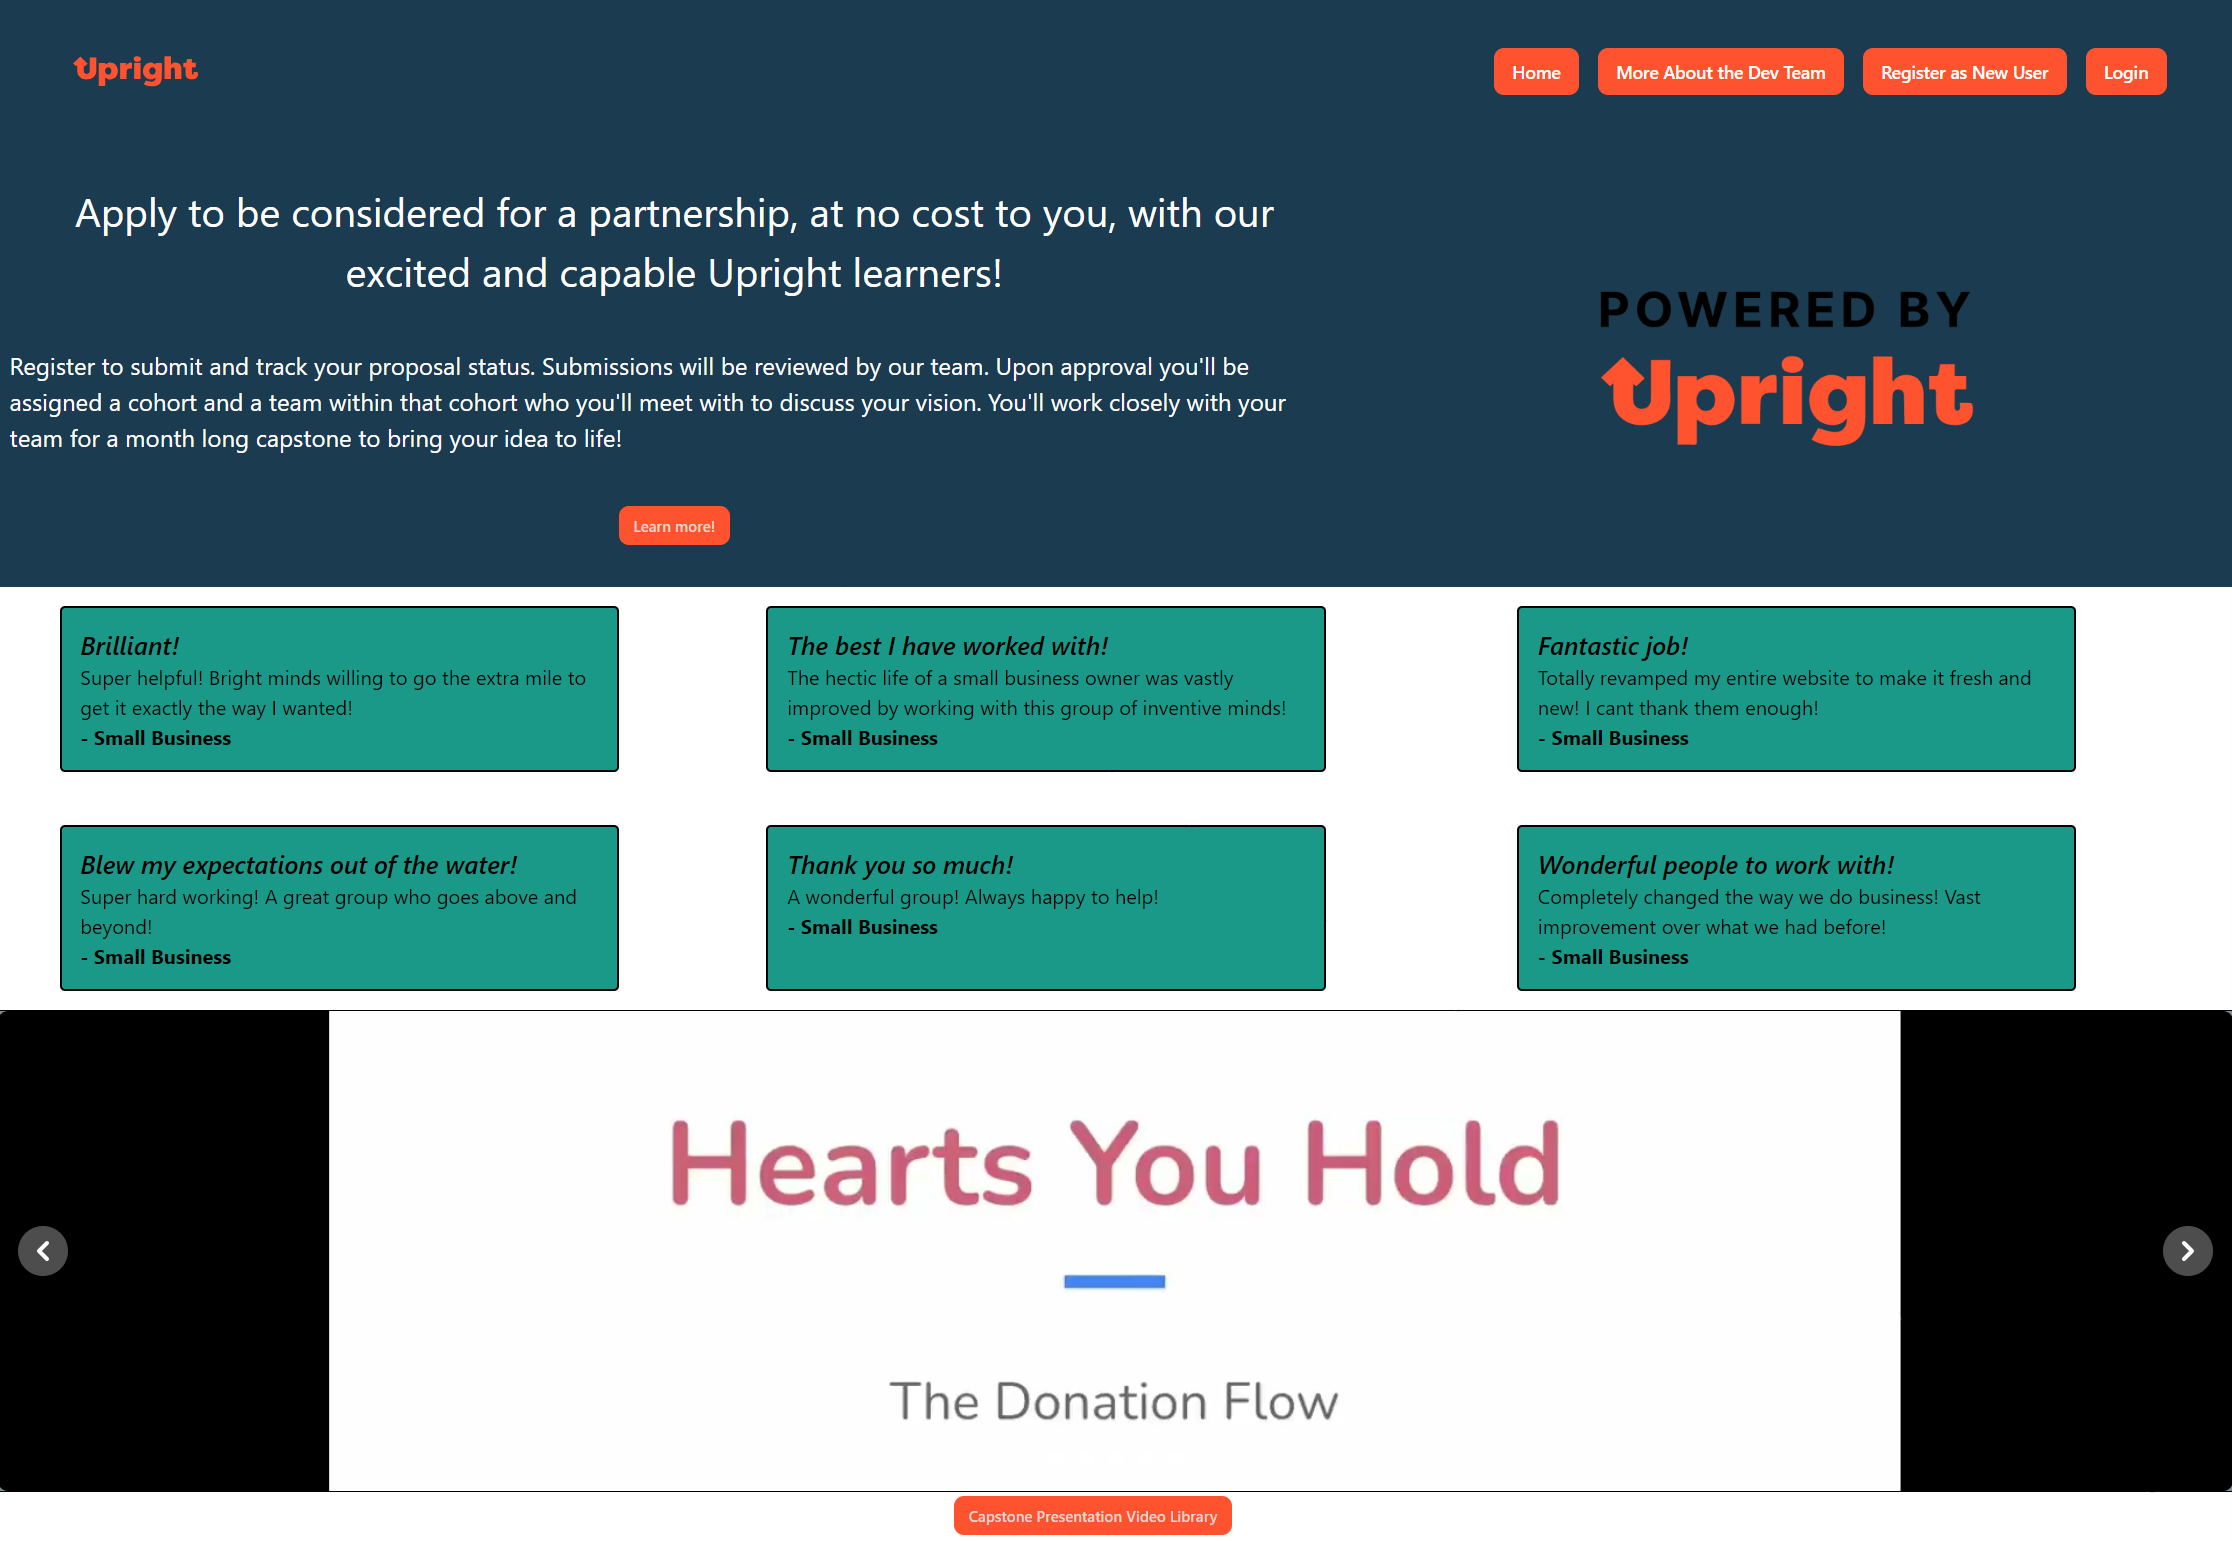 Upright
Home
More About the Dev Team
Register as New User
Login
Apply to be considered for a partnership, at no cost to you, with our
excited and capable Upright learners!
Register to submit and track your proposal status. Submissions will be reviewed by our team. Upon approval you'll be
assigned a cohort and a team within that cohort who you'll meet with to discuss your vision. You'll work closely with your
team for a month long capstone to bring your idea to life!
Learn more!
POWERED BY
Upright
Brilliant!
Super helpful! Bright minds willing to go the extra mile to
get it exactly the way I wanted!
- Small Business
The best I have worked with!
The hectic life of a small business owner was vastly
improved by working with this group of inventive minds!
- Small Business
Fantastic job!
Totally revamped my entire website to make it fresh and
new! I cant thank them enough!
- Small Business
Blew my expectations out of the water!
Super hard working! A great group who goes above and
beyond!
- Small Business
Thank you so much!
A wonderful group! Always happy to help!
- Small Business
Wonderful people to work with!
Completely changed the way we do business! Vast
improvement over what we had before!
- Small Business
Hearts You Hold
The Donation Flow
Capstone Presentation Video Library